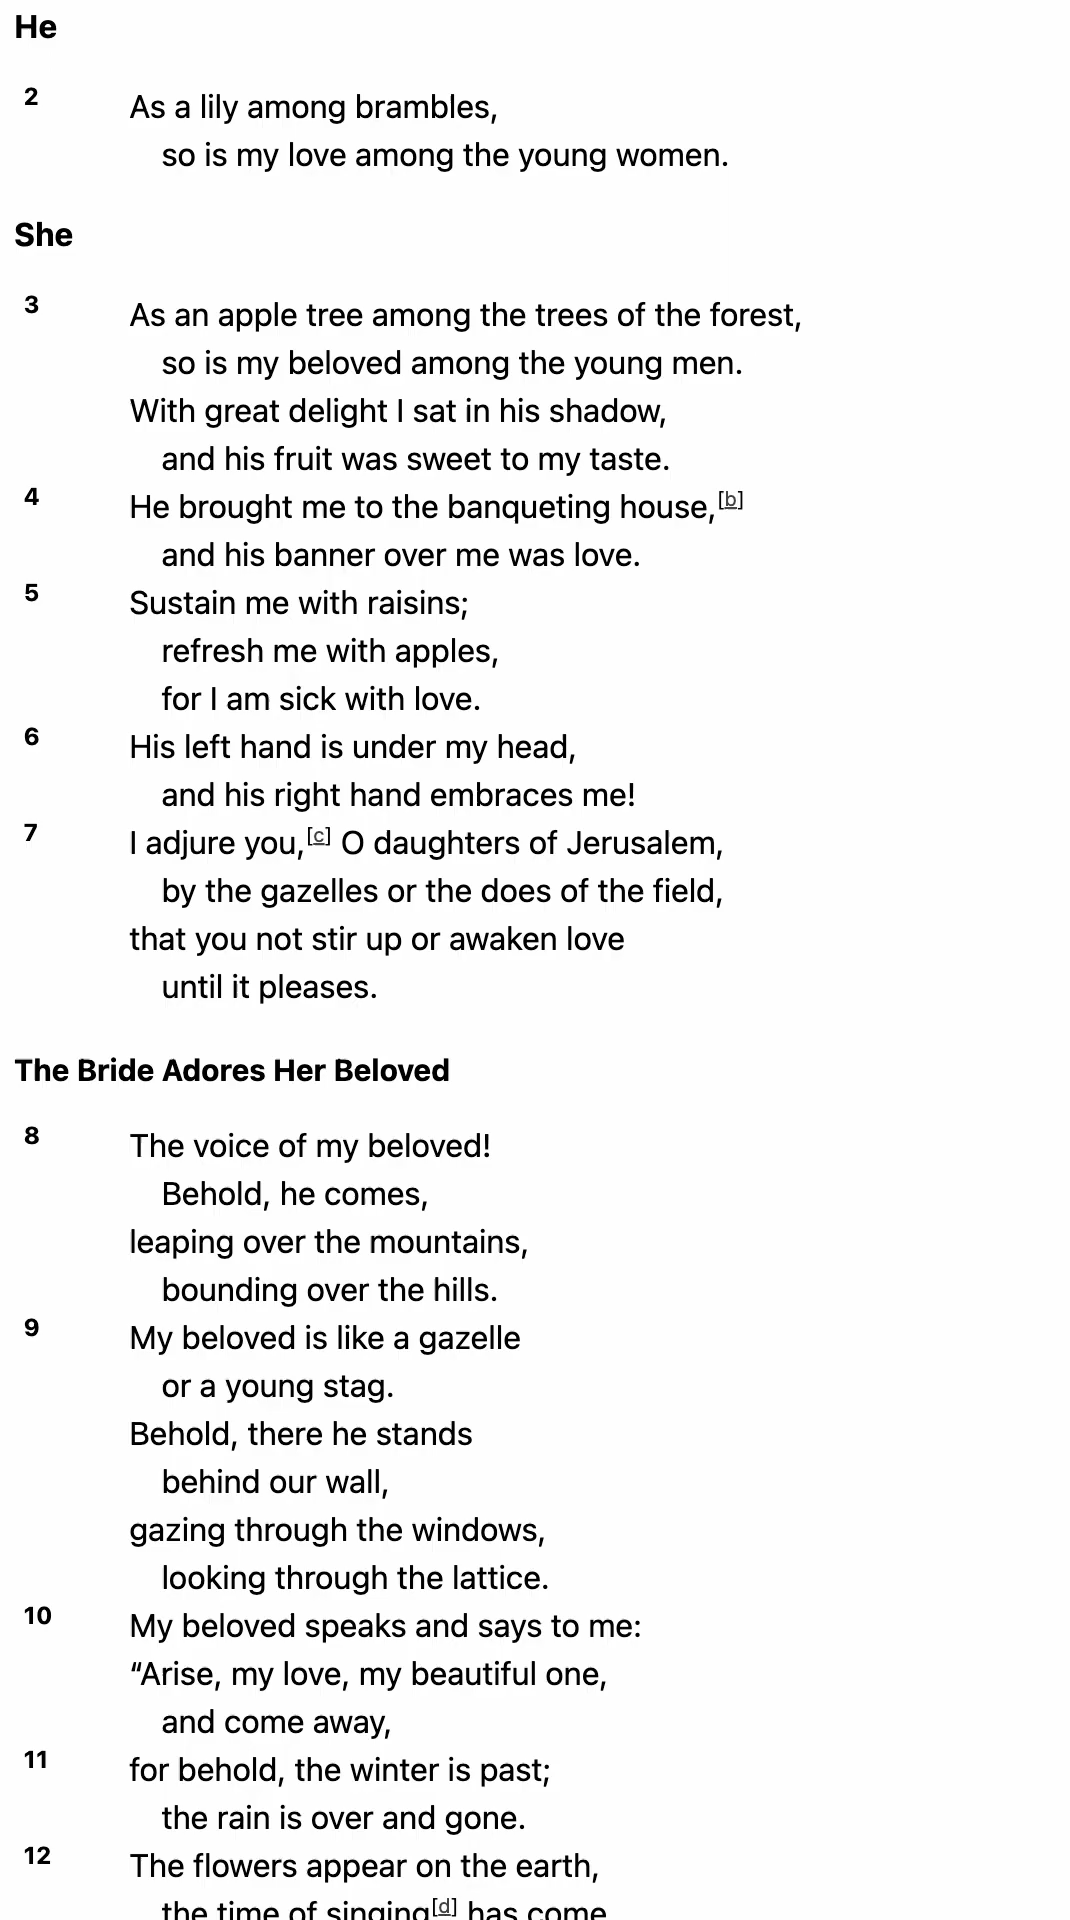 He
2 As a lily among brambles,
so is my love among the young women.
She
3 As an apple tree among the trees of the forest,
so is my beloved among the young men.
With great delight I sat in his shadow,
and his fruit was sweet to my taste.
4 He brought me to the banqueting house,[b]
and his banner over me was love.
5 Sustain me with raisins;
refresh me with apples,
for I am sick with love.
6 His left hand is under my head,
and his right hand embraces me!
7 I adjure you,[c] O daughters of Jerusalem,
by the gazelles or the does of the field,
that you not stir up or awaken love
until it pleases.
The Bride Adores Her Beloved
8 The voice of my beloved!
Behold, he comes,
leaping over the mountains,
bounding over the hills.
9 My beloved is like a gazelle
or a young stag.
Behold, there he stands
behind our wall,
gazing through the windows,
looking through the lattice.
10 My beloved speaks and says to me:
“Arise, my love, my beautiful one,
and come away,
11 for behold, the winter is past;
the rain is over and gone.
12 The flowers appear on the earth,
the time of singing[d] has come